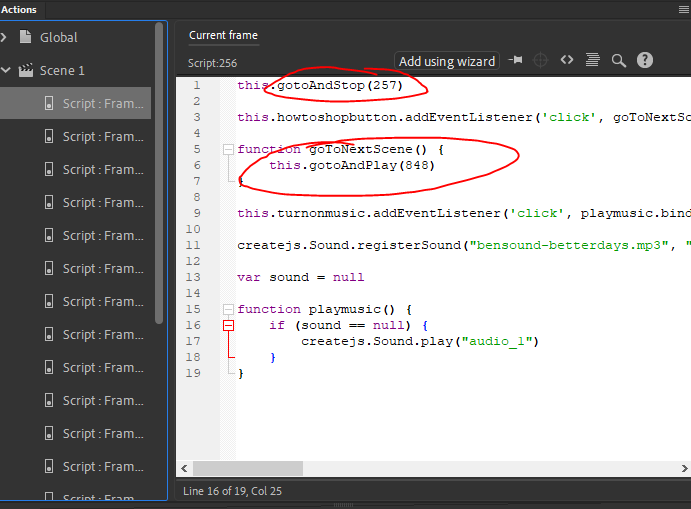 Actions
Global
Scene 1
Script : Fram...
Script : Fram...
Script : Fram...
Script : Fram...
Script : Fram...
Script : Fram...
Script : Fram...
Script : Fram...
Script : Fram...
Script : Fram...
Script : Fram...
Script : Fram...
Script : Fram...
Current frame
Script:256
Add using wizard
1 this.gotoAndStop(257)
2
3 this.howtoshopbutton.addEventListener('click', goToNextSc
4
5 function goToNextScene() {
6 this.gotoAndPlay(848)
7 }
8
9 this.turnonmusic.addEventListener('click', playmusic.bind
10
11 createjs.Sound.registerSound("bensound-betterdays.mp3", "
12
13 var sound = null
14
15 function playmusic() {
16 if (sound == null) {
17 createjs.Sound.play("audio_1")
18 }
19 }
Line 16 of 19, Col 25